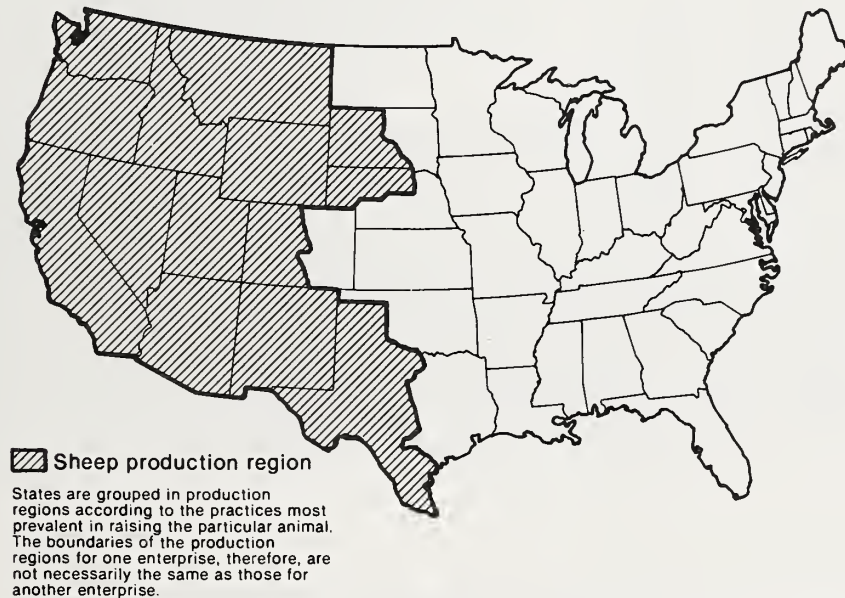 Sheep production region
States are grouped in production
regions according to the practices most
prevalent in raising the particular animal.
The boundaries of the production
regions for one enterprise, therefore, are
not necessarily the same as those for
another enterprise.